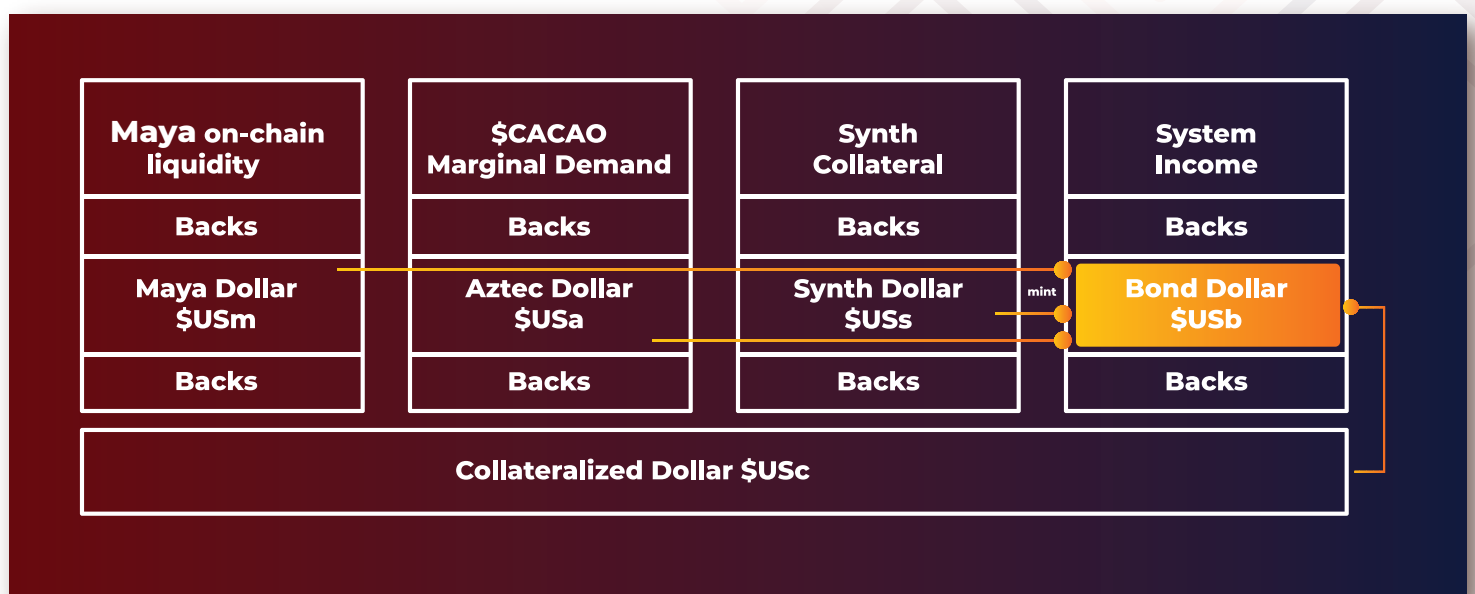 Maya on-chain
liquidity
$CACAO
Marginal Demand
Synth
Collateral
System
Income
Backs
Backs
Backs
Backs
Maya Dollar
$USm
Aztec Dollar
$USa
Synth Dollar
$USs
mint
Bond Dollar
$USb
Backs
Backs
Backs
Backs
Collateralized Dollar $USc